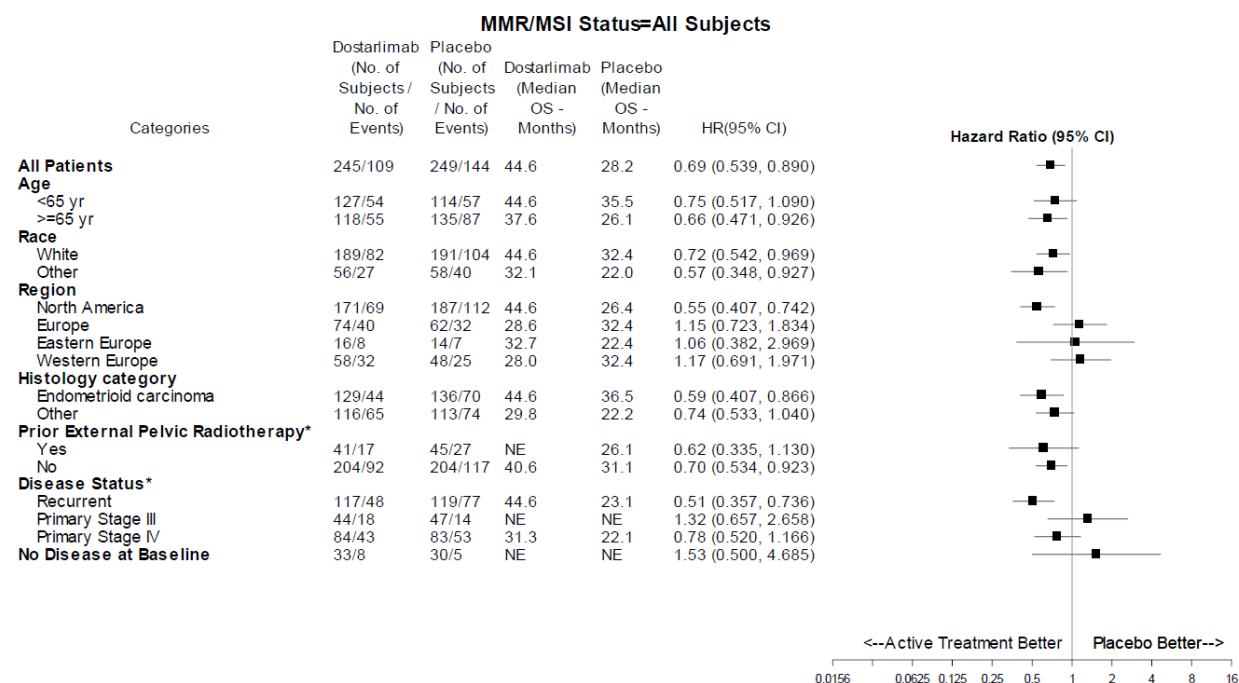 MMR/MSI Status=All Subjects
Dostarlimab Placebo
(No. of (No. of Dostarlimab Placebo
Subjects / Subjects (Median (Median
No. of / No. of OS - OS -
Categories Events) Events) Months) Months) HR(95% CI)
Hazard Ratio (95% CI)
All Patients 245/109 249/144 44.6 28.2 0.69 (0.539, 0.890)
Age
<65 yr 127/54 114/57 44.6 35.5 0.75 (0.517, 1.090)
>=65 yr 118/55 135/87 37.6 26.1 0.66 (0.471, 0.926)
Race
White 189/82 191/104 44.6 32.4 0.72 (0.542, 0.969)
Other 56/27 58/40 32.1 22.0 0.57 (0.348, 0.927)
Region
North America 171/69 187/112 44.6 26.4 0.55 (0.407, 0.742)
Europe 74/40 62/32 28.6 32.4 1.15 (0.723, 1.834)
Eastern Europe 16/8 14/7 32.7 22.4 1.06 (0.382, 2.969)
Western Europe 58/32 48/25 28.0 32.4 1.17 (0.691, 1.971)
Histology category
Endometrioid carcinoma 129/44 136/70 44.6 36.5 0.59 (0.407, 0.866)
Other 116/65 113/74 29.8 22.2 0.74 (0.533, 1.040)
Prior External Pelvic Radiotherapy*
Yes 41/17 45/27 NE 26.1 0.62 (0.335, 1.130)
No 204/92 204/117 40.6 31.1 0.70 (0.534, 0.923)
Disease Status*
Recurrent 117/48 119/77 44.6 23.1 0.51 (0.357, 0.736)
Primary Stage III 44/18 47/14 NE NE 1.32 (0.657, 2.658)
Primary Stage IV 84/43 83/53 31.3 22.1 0.78 (0.520, 1.166)
No Disease at Baseline 33/8 30/5 NE NE 1.53 (0.500, 4.685)
<--Active Treatment Better Placebo Better-->
0.0156 0.0625 0.125 0.25 0.5 1 2 4 8 16